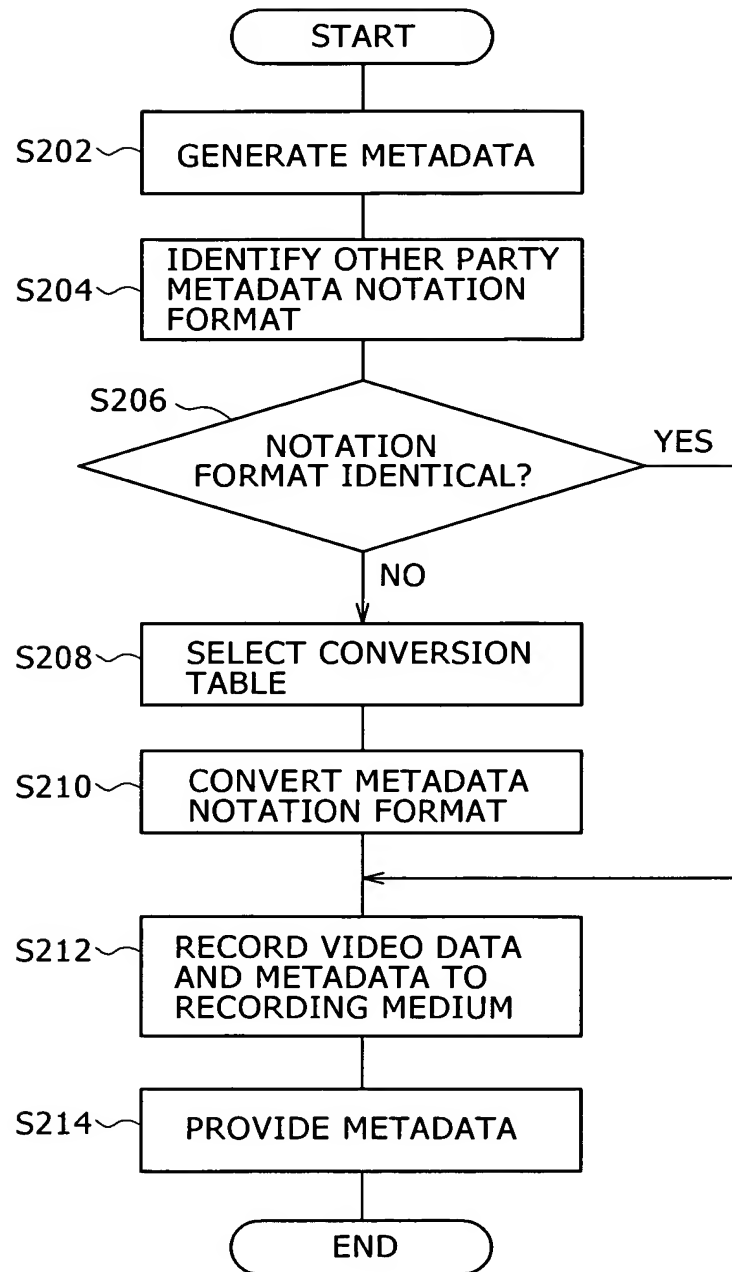 START
S202
GENERATE METADATA
S204
IDENTIFY OTHER PARTY
METADATA NOTATION
FORMAT
S206
NOTATION
FORMAT IDENTICAL?
YES
NO
S208
SELECT CONVERSION
TABLE
S210
CONVERT METADATA
NOTATION FORMAT
S212
RECORD VIDEO DATA
AND METADATA TO
RECORDING MEDIUM
S214
PROVIDE METADATA
END